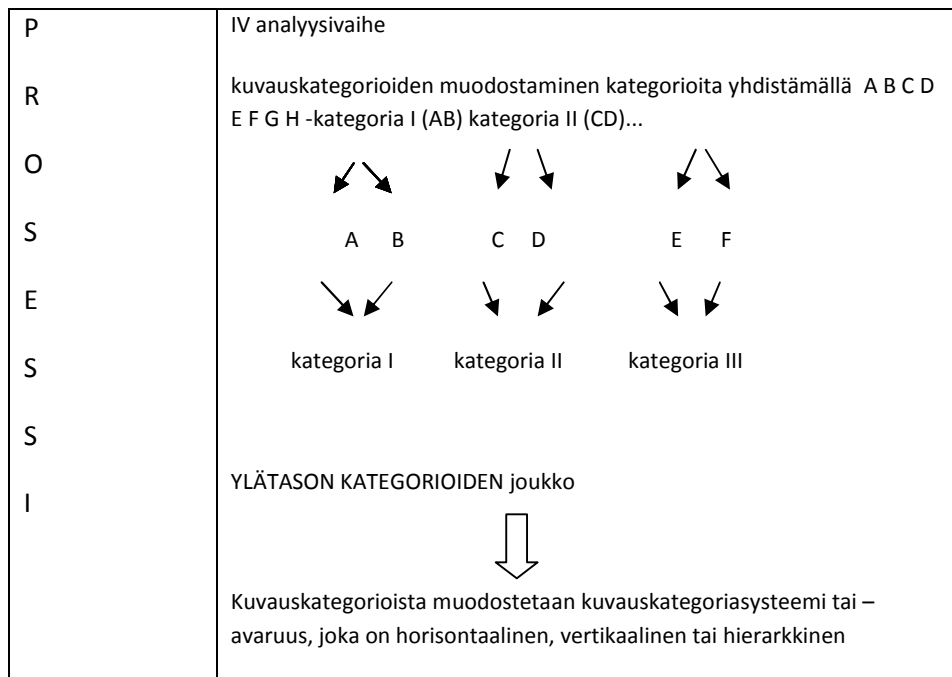 P
R
O
S
E
S
S
I
IV analyysivaihe
kuvauskategorioiden muodostaminen kategorioita yhdistämällä A B C D
E F G H -kategoria I (AB) kategoria II (CD)...
A B C D E F
kategoria I kategoria II kategoria III
YLÄTASON KATEGORIOIDEN joukko
Kuvauskategorioista muodostetaan kuvauskategoriasysteemi tai –
avaruus, joka on horisontaalinen, vertikaalinen tai hierarkkinen